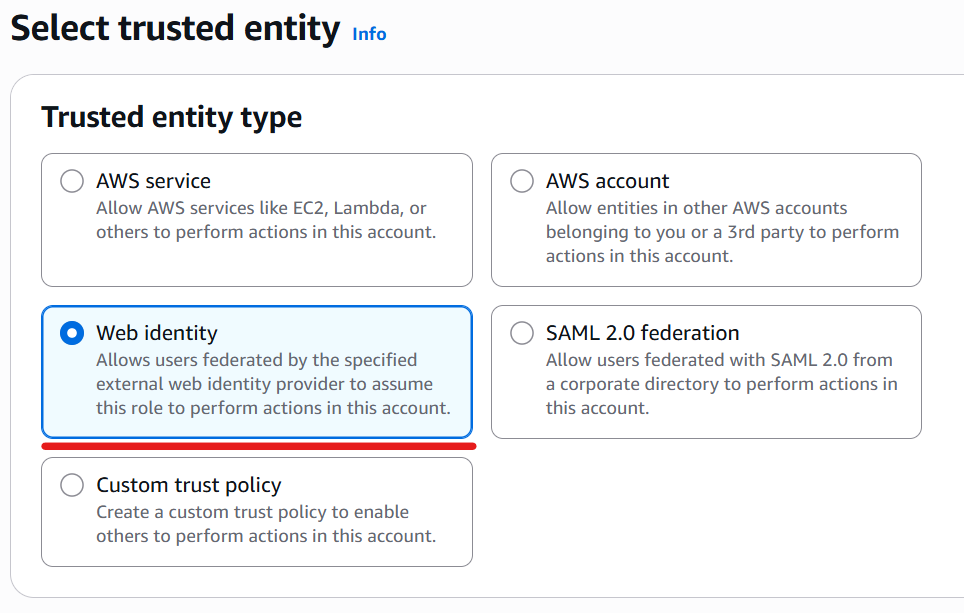 Select trusted entity Info
Trusted entity type
AWS service
Allow AWS services like EC2, Lambda, or
others to perform actions in this account.
AWS account
Allow entities in other AWS accounts
belonging to you or a 3rd party to perform
actions in this account.
Web identity
Allows users federated by the specified
external web identity provider to assume
this role to perform actions in this account.
SAML 2.0 federation
Allow users federated with SAML 2.0 from
a corporate directory to perform actions in
this account.
Custom trust policy
Create a custom trust policy to enable
others to perform actions in this account.